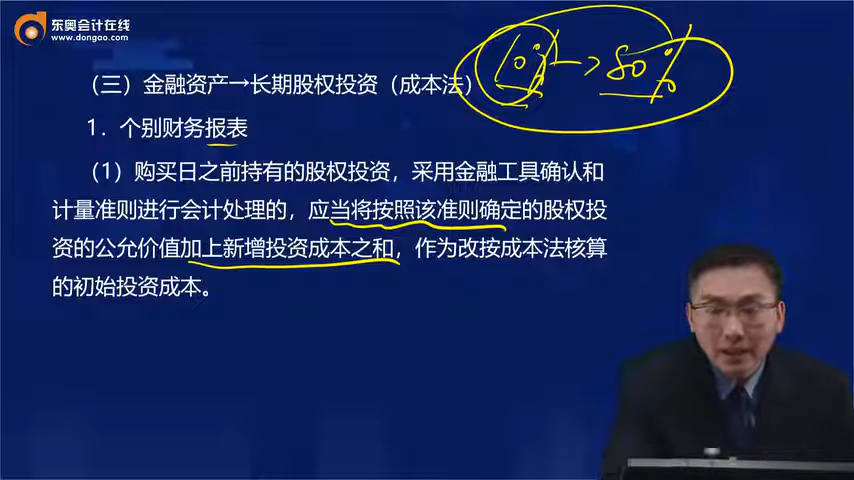 东奥会计在线
www.dongao.com
10% → 80%
（三）金融资产→长期股权投资（成本法）
1．个别财务报表
（1）购买日之前持有的股权投资，采用金融工具确认和
计量准则进行会计处理的，应当将按照该准则确定的股权投
资的公允价值加上新增投资成本之和，作为改按成本法核算
的初始投资成本。